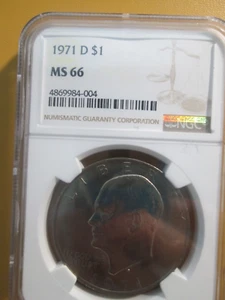 1971 D $1
MS 66
4869984-004
NUMISMATIC GUARANTY CORPORATION
NGC
LIBERTY